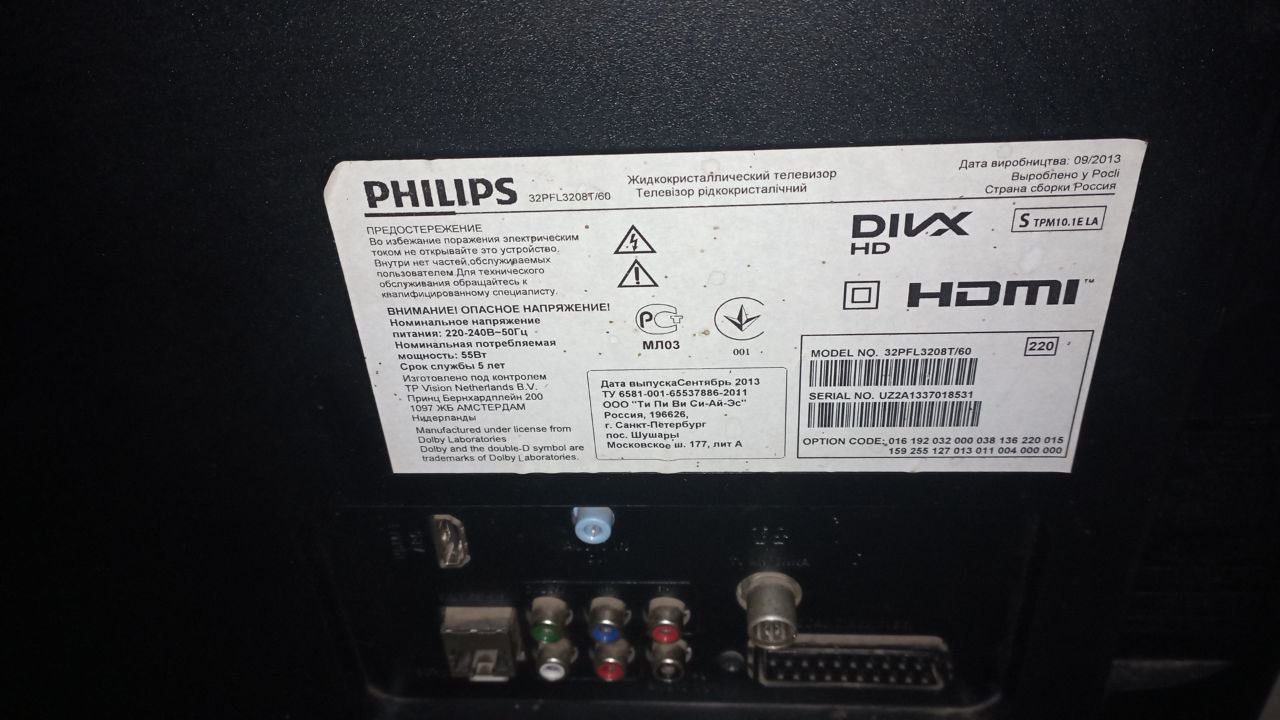 PHILIPS 32PFL3208T/60
Жидкокристаллический телевизор
Телевізор рідкокристалічний
Дата виробництва: 09/2013
Вироблено у Росії
Страна сборки Россия
ПРЕДОСТЕРЕЖЕНИЕ
Во избежание поражения электрическим
током не открывайте это устройство.
Внутри нет частей,обслуживаемых
пользователем.Для технического
обслуживания обращайтесь к
квалифицированному специалисту.
ВНИМАНИЕ! ОПАСНОЕ НАПРЯЖЕНИЕ!
Номинальное напряжение
питания: 220-240В~50Гц
Номинальная потребляемая
мощность: 55Вт
Срок службы 5 лет
Изготовлено под контролем
TP Vision Netherlands B.V.
Принц Бернхардплейн 200
1097 ЖБ АМСТЕРДАМ
Нидерланды
Manufactured under license from
Dolby Laboratories
Dolby and the double-D symbol are
trademarks of Dolby Laboratories.
МЛ03
001
Дата выпускаСентябрь 2013
ТУ 6581-001-65537886-2011
ООО "Ти Пи Ви Си-Ай-Эс"
Россия, 196626,
г. Санкт-Петербург
пос. Шушары
Московское ш. 177, лит А
DIVX
HD
S TPM10.1E LA
HDMI™
MODEL NO. 32PFL3208T/60
220
SERIAL NO. UZ2A1337018531
OPTION CODE: 016 192 032 000 038 136 220 015
159 255 127 013 011 004 000 000